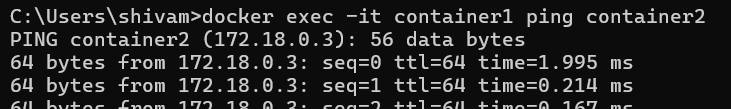 C:\Users\shivam>docker exec -it container1 ping container2
PING container2 (172.18.0.3): 56 data bytes
64 bytes from 172.18.0.3: seq=0 ttl=64 time=1.995 ms
64 bytes from 172.18.0.3: seq=1 ttl=64 time=0.214 ms
64 bytes from 172.18.0.3: seq=2 ttl=64 time=0.167 ms